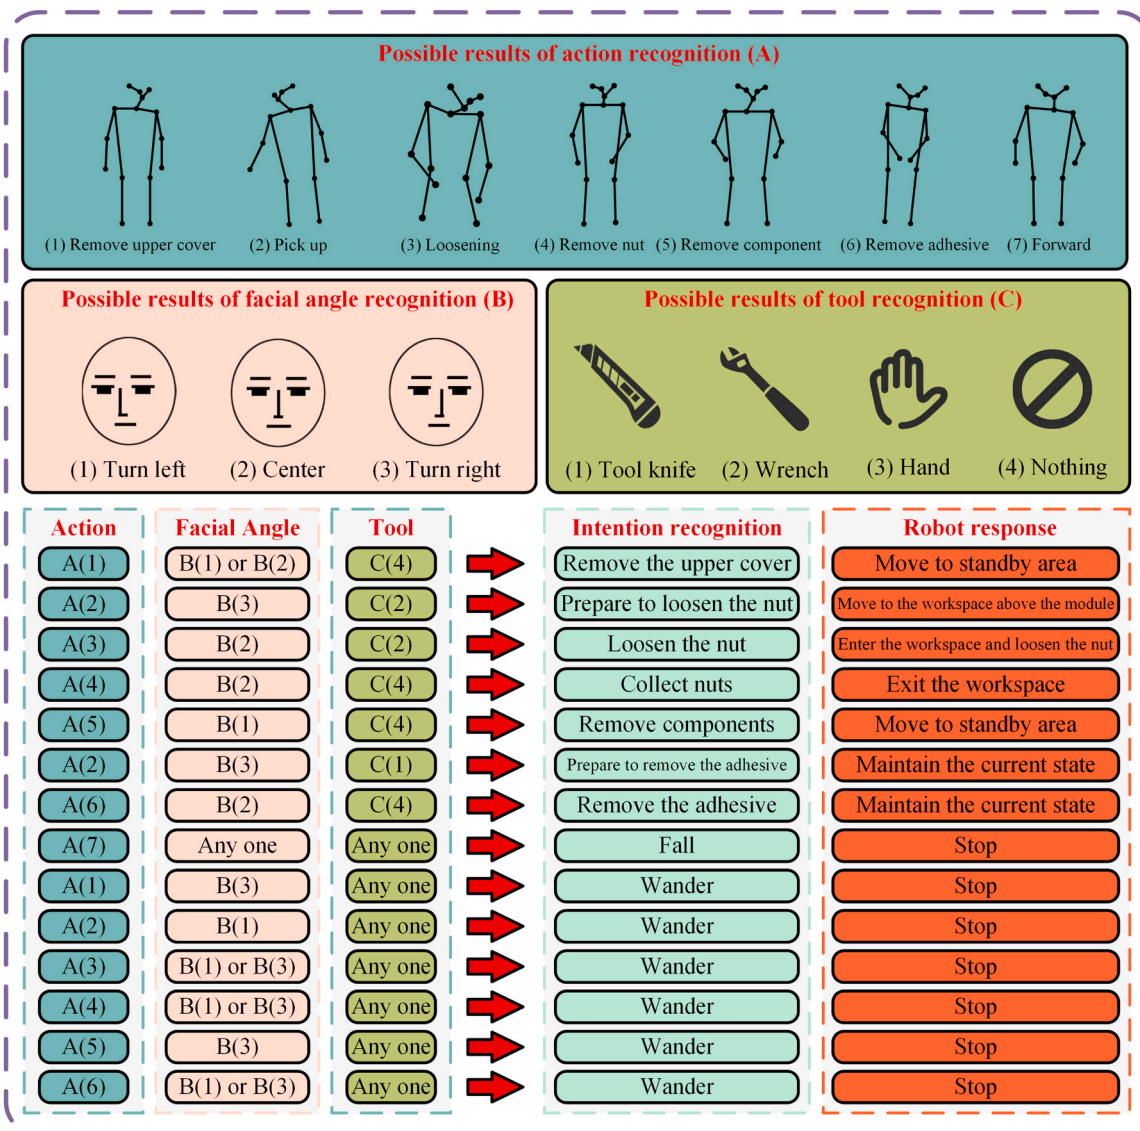 Possible results of action recognition (A)
(1) Remove upper cover (2) Pick up (3) Loosening (4) Remove nut (5) Remove component (6) Remove adhesive (7) Forward
Possible results of facial angle recognition (B)
(1) Turn left (2) Center (3) Turn right
Possible results of tool recognition (C)
(1) Tool knife (2) Wrench (3) Hand (4) Nothing
Action Facial Angle Tool Intention recognition Robot response
A(1) B(1) or B(2) C(4) Remove the upper cover Move to standby area
A(2) B(3) C(2) Prepare to loosen the nut Move to the workspace above the module
A(3) B(2) C(2) Loosen the nut Enter the workspace and loosen the nut
A(4) B(2) C(4) Collect nuts Exit the workspace
A(5) B(1) C(4) Remove components Move to standby area
A(2) B(3) C(1) Prepare to remove the adhesive Maintain the current state
A(6) B(2) C(4) Remove the adhesive Maintain the current state
A(7) Any one Any one Fall Stop
A(1) B(3) Any one Wander Stop
A(2) B(1) Any one Wander Stop
A(3) B(1) or B(3) Any one Wander Stop
A(4) B(1) or B(3) Any one Wander Stop
A(5) B(3) Any one Wander Stop
A(6) B(1) or B(3) Any one Wander Stop